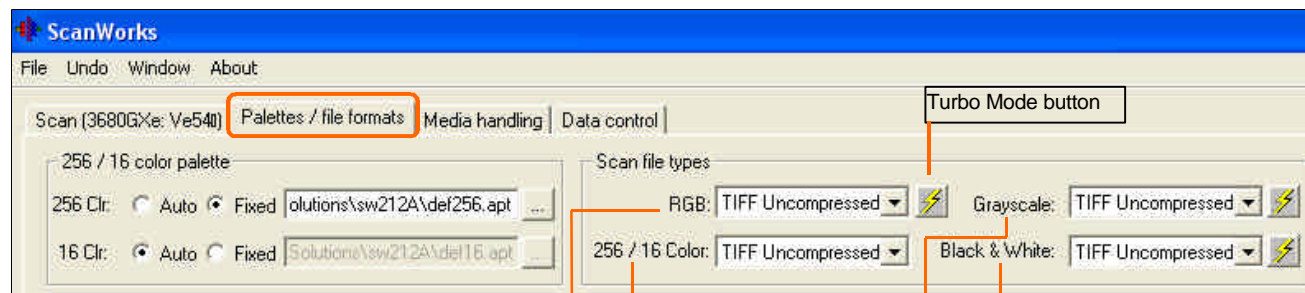 ScanWorks
File Undo Window About
Turbo Mode button
Scan (3680GXe: Ve540) Palettes / file formats Media handling Data control
256 / 16 color palette
Scan file types
256 Clr: Auto Fixed olutions\sw212A\def256.apt ...
RGB: TIFF Uncompressed
Grayscale: TIFF Uncompressed
16 Clr: Auto Fixed Solutions\sw212A\def16.apt ...
256 / 16 Color: TIFF Uncompressed
Black & White: TIFF Uncompressed